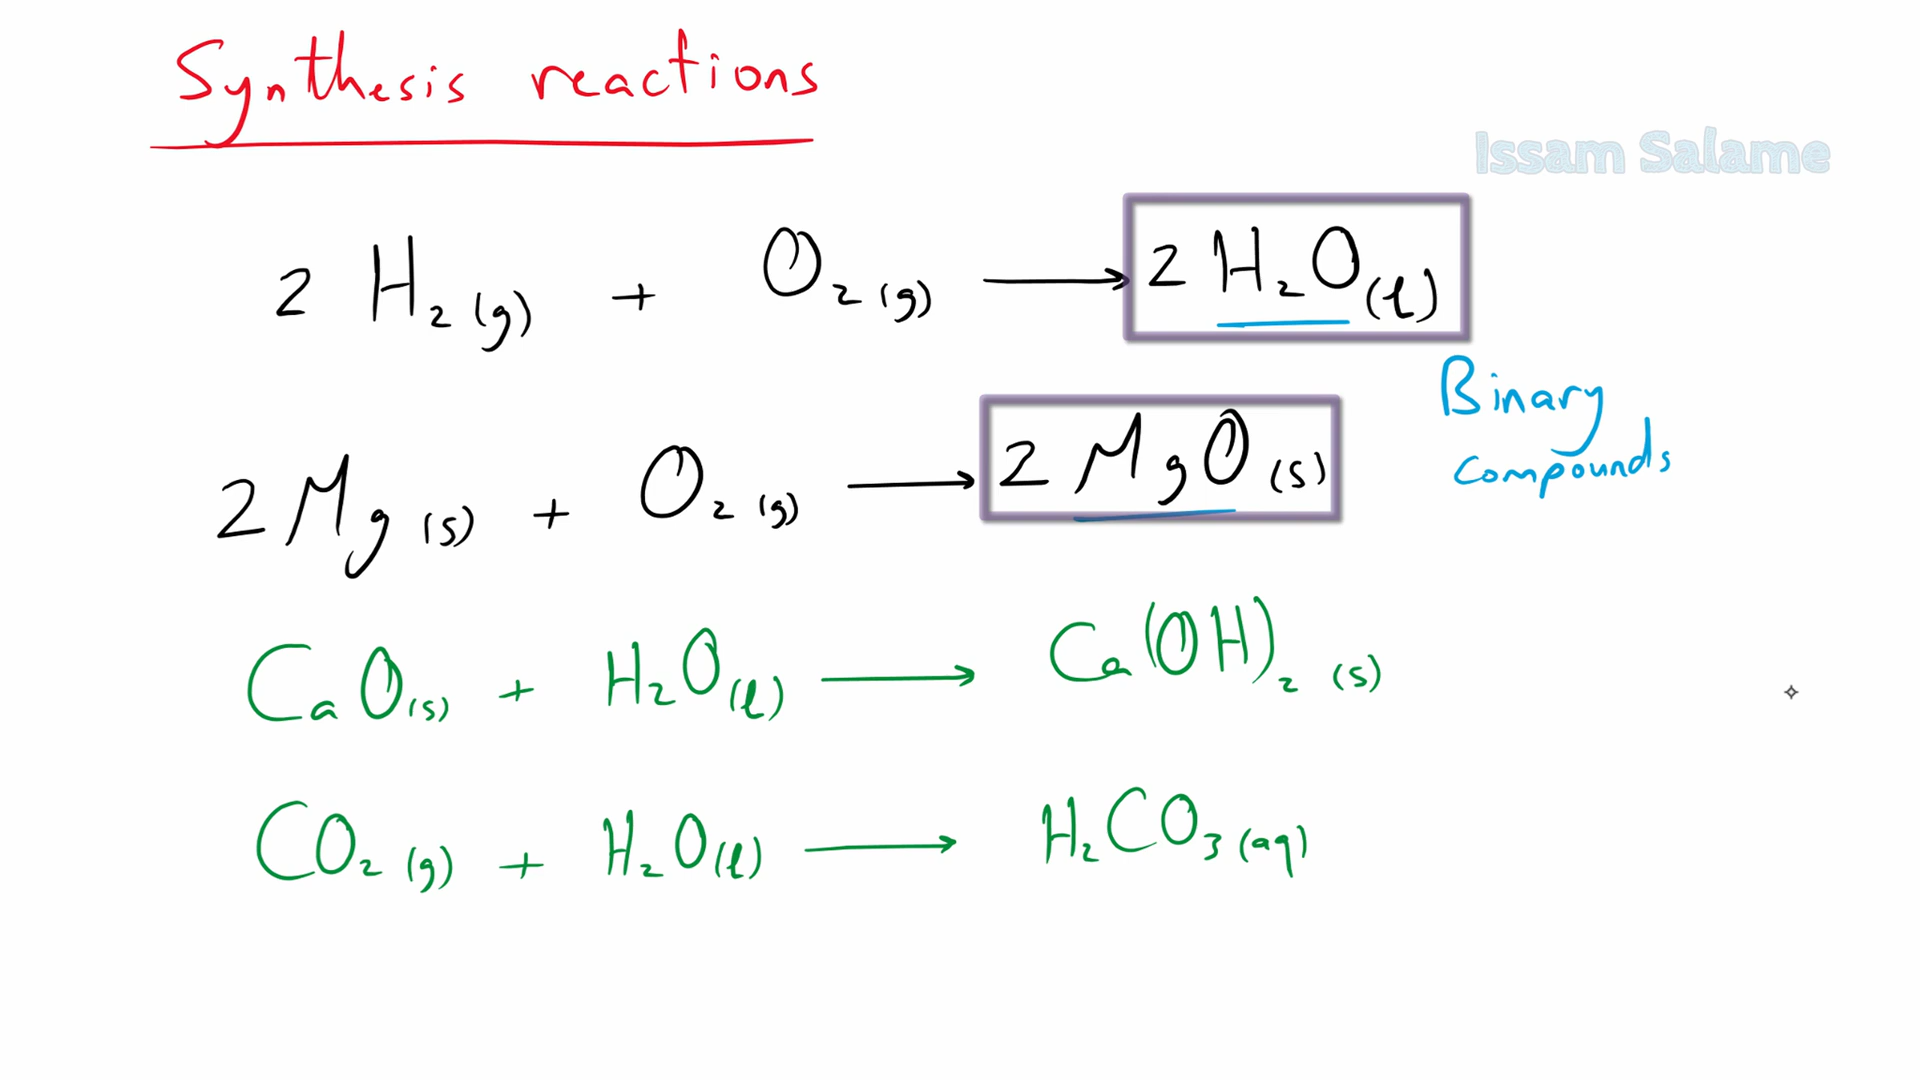 Synthesis reactions
Issam Salame
2 H₂ (g) + O₂ (g) → 2 H₂O (l)
Binary
compounds
2 Mg (s) + O₂ (g) → 2 MgO (s)
CaO (s) + H₂O (l) → Ca(OH)₂ (s)
CO₂ (g) + H₂O (l) → H₂CO₃ (aq)